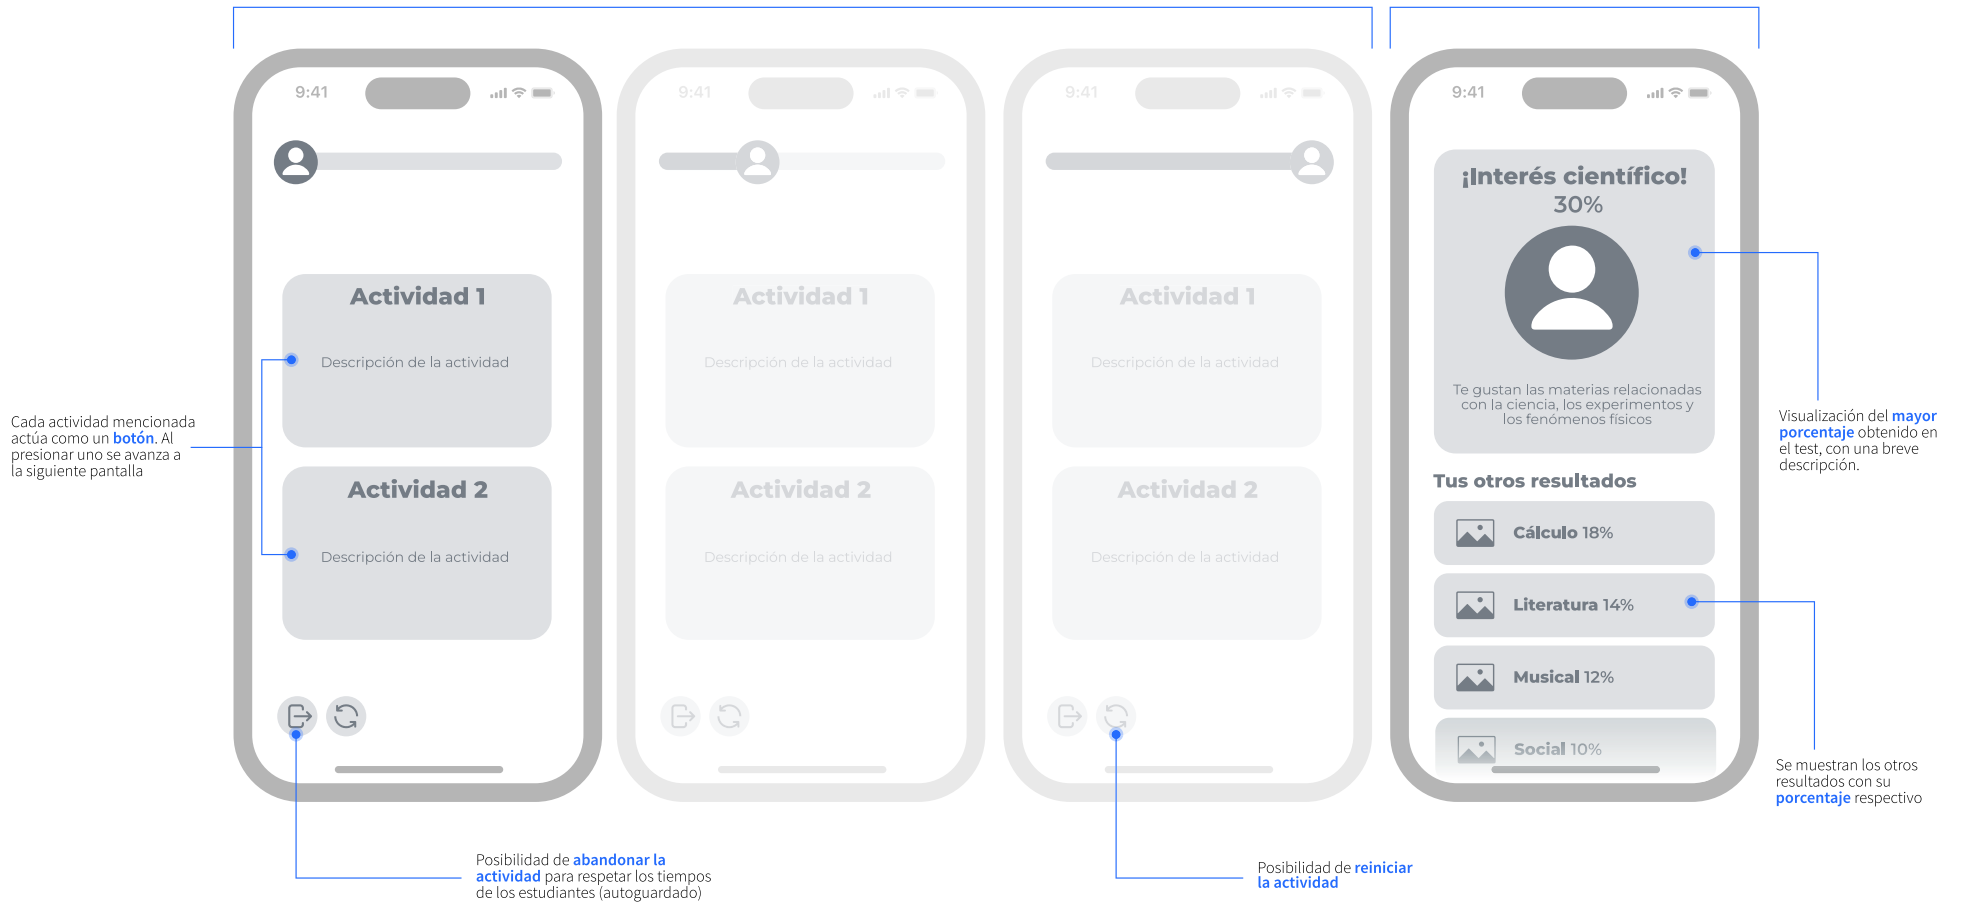 9:41
Actividad 1
Descripción de la actividad
Actividad 2
Descripción de la actividad
9:41
Actividad 1
Descripción de la actividad
Actividad 2
Descripción de la actividad
9:41
Actividad 1
Descripción de la actividad
Actividad 2
Descripción de la actividad
9:41
¡Interés científico!
30%
Te gustan las materias relacionadas
con la ciencia, los experimentos y
los fenómenos físicos
Tus otros resultados
Cálculo 18%
Literatura 14%
Musical 12%
Social 10%
Cada actividad mencionada
actúa como un botón. Al
presionar uno se avanza a
la siguiente pantalla
Visualización del mayor
porcentaje obtenido en
el test, con una breve
descripción.
Se muestran los otros
resultados con su
porcentaje respectivo
Posibilidad de abandonar la
actividad para respetar los tiempos
de los estudiantes (autoguardado)
Posibilidad de reiniciar
la actividad